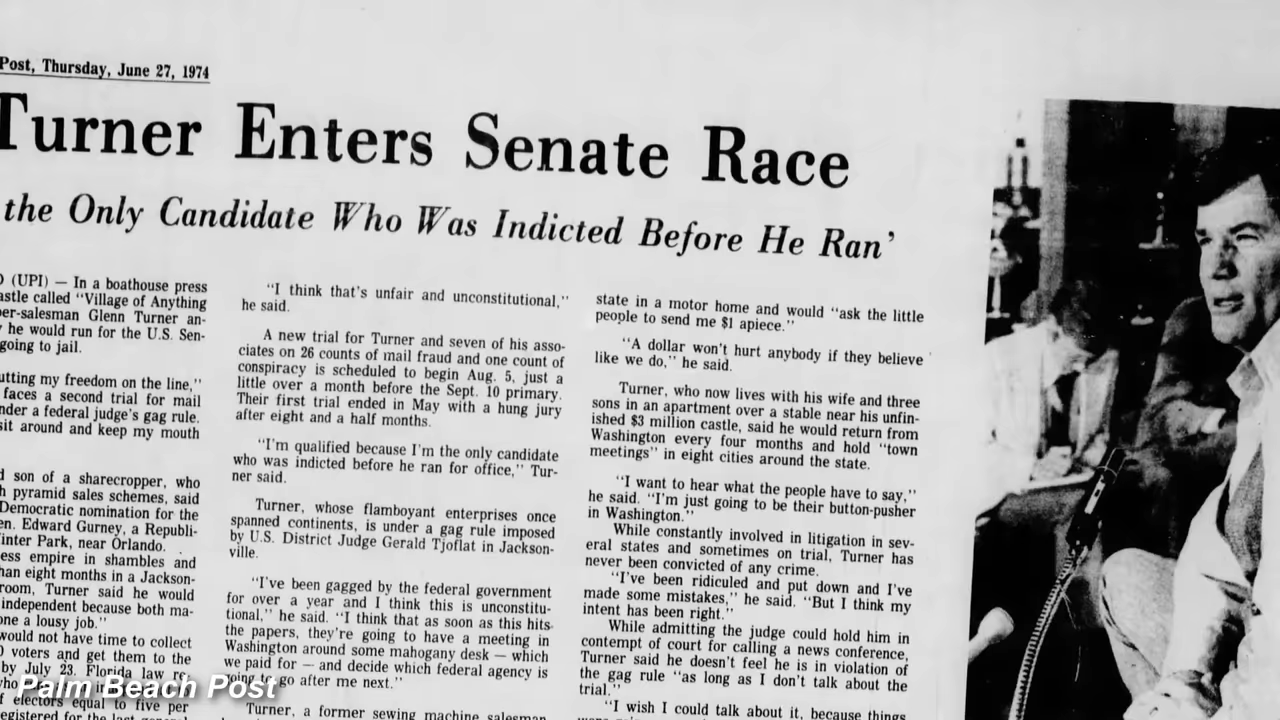 Post, Thursday, June 27, 1974
Turner Enters Senate Race
the Only Candidate Who Was Indicted Before He Ran’
(UPI) — In a boathouse press
astle called “Village of Anything
er-salesman Glenn Turner an-
he would run for the U.S. Sen-
going to jail.
utting my freedom on the line,”
faces a second trial for mail
nder a federal judge’s gag rule.
sit around and keep my mouth
d son of a sharecropper, who
h pyramid sales schemes, said
Democratic nomination for the
en. Edward Gurney, a Republi-
inter Park, near Orlando.
ess empire in shambles and
han eight months in a Jackson-
room, Turner said he would
independent because both ma-
one a lousy job.”
would not have time to collect
voters and get them to the
by July 23. Florida law re-
f electors equal to five per
“I think that’s unfair and unconstitutional,”
he said.
A new trial for Turner and seven of his asso-
ciates on 26 counts of mail fraud and one count of
conspiracy is scheduled to begin Aug. 5, just a
little over a month before the Sept. 10 primary.
Their first trial ended in May with a hung jury
after eight and a half months.
“I’m qualified because I’m the only candidate
who was indicted before he ran for office,” Tur-
ner said.
Turner, whose flamboyant enterprises once
spanned continents, is under a gag rule imposed
by U.S. District Judge Gerald Tjoflat in Jackson-
ville.
“I’ve been gagged by the federal government
for over a year and I think this is unconstitu-
tional,” he said. “I think that as soon as this hits
the papers, they’re going to have a meeting in
Washington around some mahogany desk — which
we paid for — and decide which federal agency is
going to go after me next.”
Turner, a former sewing machine salesman
state in a motor home and would “ask the little
people to send me $1 apiece.”
“A dollar won’t hurt anybody if they believe
like we do,” he said.
Turner, who now lives with his wife and three
sons in an apartment over a stable near his unfin-
ished $3 million castle, said he would return from
Washington every four months and hold “town
meetings” in eight cities around the state.
“I want to hear what the people have to say,”
he said. “I’m just going to be their button-pusher
in Washington.”
While constantly involved in litigation in sev-
eral states and sometimes on trial, Turner has
never been convicted of any crime.
“I’ve been ridiculed and put down and I’ve
made some mistakes,” he said. “But I think my
intent has been right.”
While admitting the judge could hold him in
contempt of court for calling a news conference,
Turner said he doesn’t feel he is in violation of
the gag rule “as long as I don’t talk about the
trial.”
“I wish I could talk about it, because things
Palm Beach Post